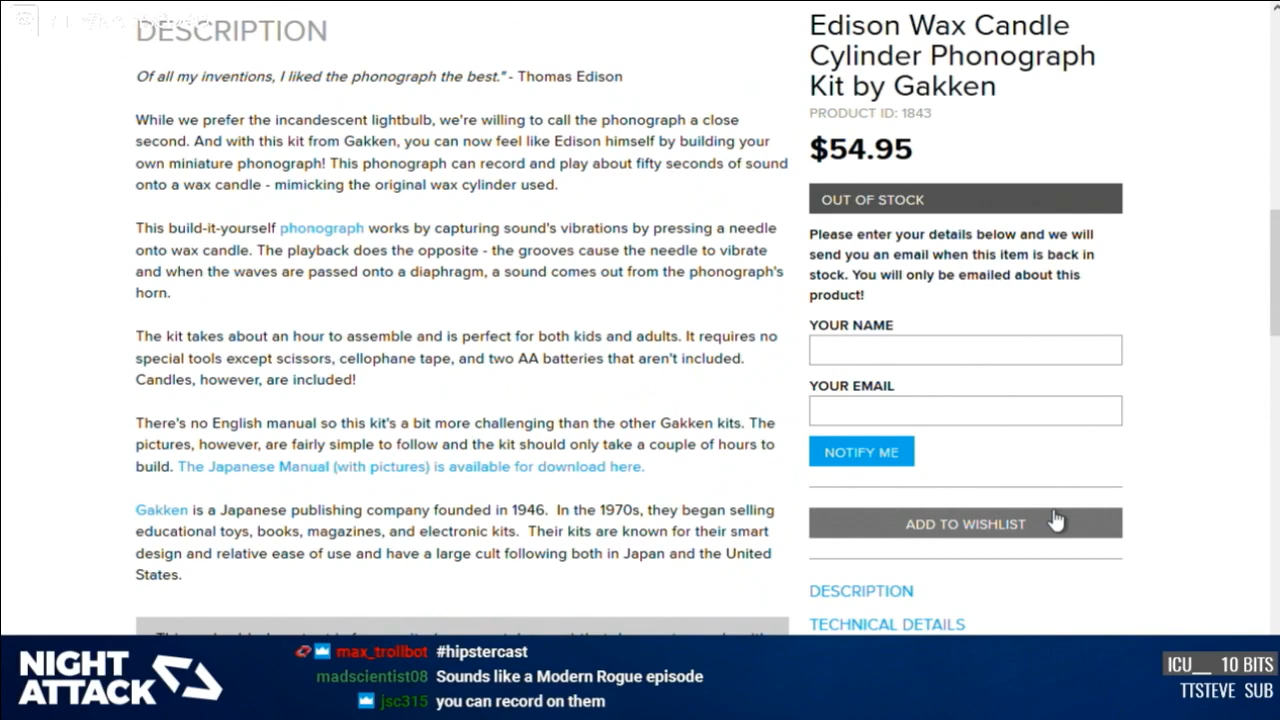 DESCRIPTION
Of all my inventions, I liked the phonograph the best." - Thomas Edison
While we prefer the incandescent lightbulb, we're willing to call the phonograph a close
second. And with this kit from Gakken, you can now feel like Edison himself by building your
own miniature phonograph! This phonograph can record and play about fifty seconds of sound
onto a wax candle - mimicking the original wax cylinder used.
This build-it-yourself phonograph works by capturing sound's vibrations by pressing a needle
onto wax candle. The playback does the opposite - the grooves cause the needle to vibrate
and when the waves are passed onto a diaphragm, a sound comes out from the phonograph's
horn.
The kit takes about an hour to assemble and is perfect for both kids and adults. It requires no
special tools except scissors, cellophane tape, and two AA batteries that aren't included.
Candles, however, are included!
There's no English manual so this kit's a bit more challenging than the other Gakken kits. The
pictures, however, are fairly simple to follow and the kit should only take a couple of hours to
build. The Japanese Manual (with pictures) is available for download here.
Gakken is a Japanese publishing company founded in 1946. In the 1970s, they began selling
educational toys, books, magazines, and electronic kits. Their kits are known for their smart
design and relative ease of use and have a large cult following both in Japan and the United
States.
Edison Wax Candle
Cylinder Phonograph
Kit by Gakken
PRODUCT ID: 1843
$54.95
OUT OF STOCK
Please enter your details below and we will
send you an email when this item is back in
stock. You will only be emailed about this
product!
YOUR NAME
YOUR EMAIL
NOTIFY ME
ADD TO WISHLIST
DESCRIPTION
TECHNICAL DETAILS
NIGHT
ATTACK
max_trollbot #hipstercast
madscientist08 Sounds like a Modern Rogue episode
jsc315 you can record on them
ICU__ 10 BITS
TTSTEVE SUB